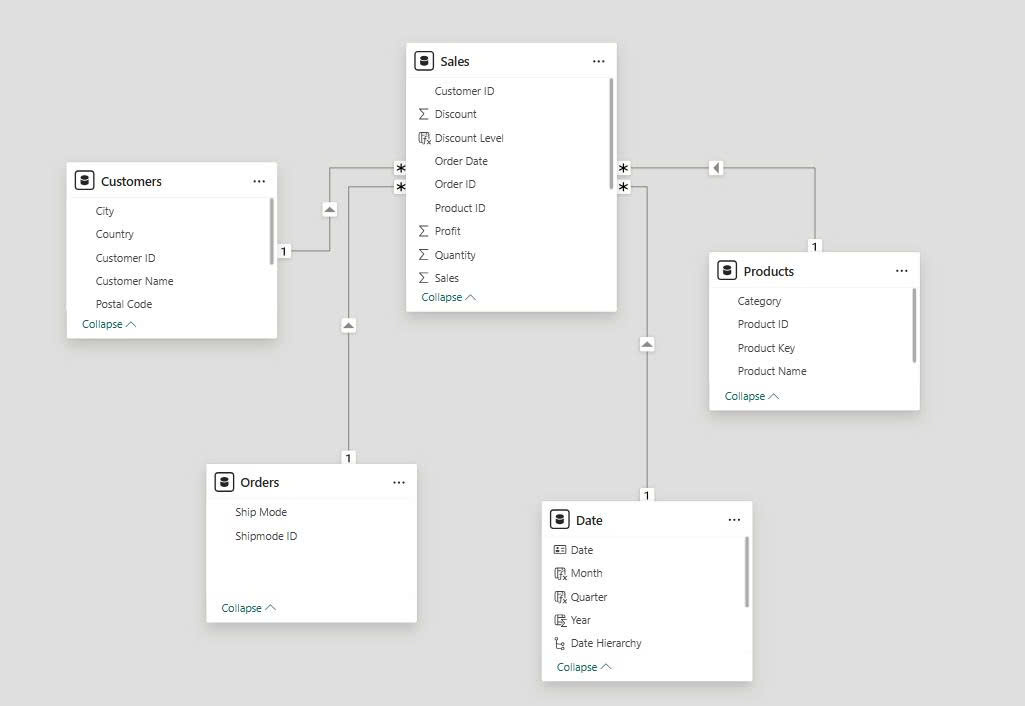 Sales
Customer ID
Discount
Discount Level
Order Date
Order ID
Product ID
Profit
Quantity
Sales
Collapse
Customers
City
Country
Customer ID
Customer Name
Postal Code
Collapse
1
*
*
*
*
1
Products
Category
Product ID
Product Key
Product Name
Collapse
1
Orders
Ship Mode
Shipmode ID
Collapse
1
Date
Date
Month
Quarter
Year
Date Hierarchy
Collapse